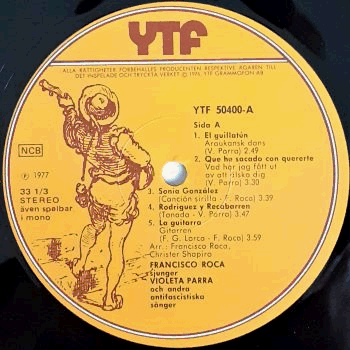 YTF
ALLA RÄTTIGHETER FÖRBEHÅLLES PRODUCENTEN RESPEKTIVE ÄGAREN TILL
DET INSPELADE OCH TRYCKTA VERKET © 1976, YTF GRAMMOFON AB
YTF 50400-A
Sida A
1. El guillatún
Araukansk dans
(V. Parra) 2.49
2. Que he sacado con quererte
Vad har jag fått ut
av att älska dig
(V. Parra) 3.30
3. Sonia González
(Canción sirilla - F. Roca) 3.22
4. Rodríguez y Recabarren
(Tonada - V. Parra) 3.47
5. La guitarra
Gitarren
(F. G. Larca - F. Roca) 3.59
Arr.: Francisco Roca,
Christer Shapiro
NCB
℗ 1977
33 1/3
STEREO
även spelbar
i mono
FRANCISCO ROCA
sjunger
VIOLETA PARRA
och andra
antifascistiska
sånger